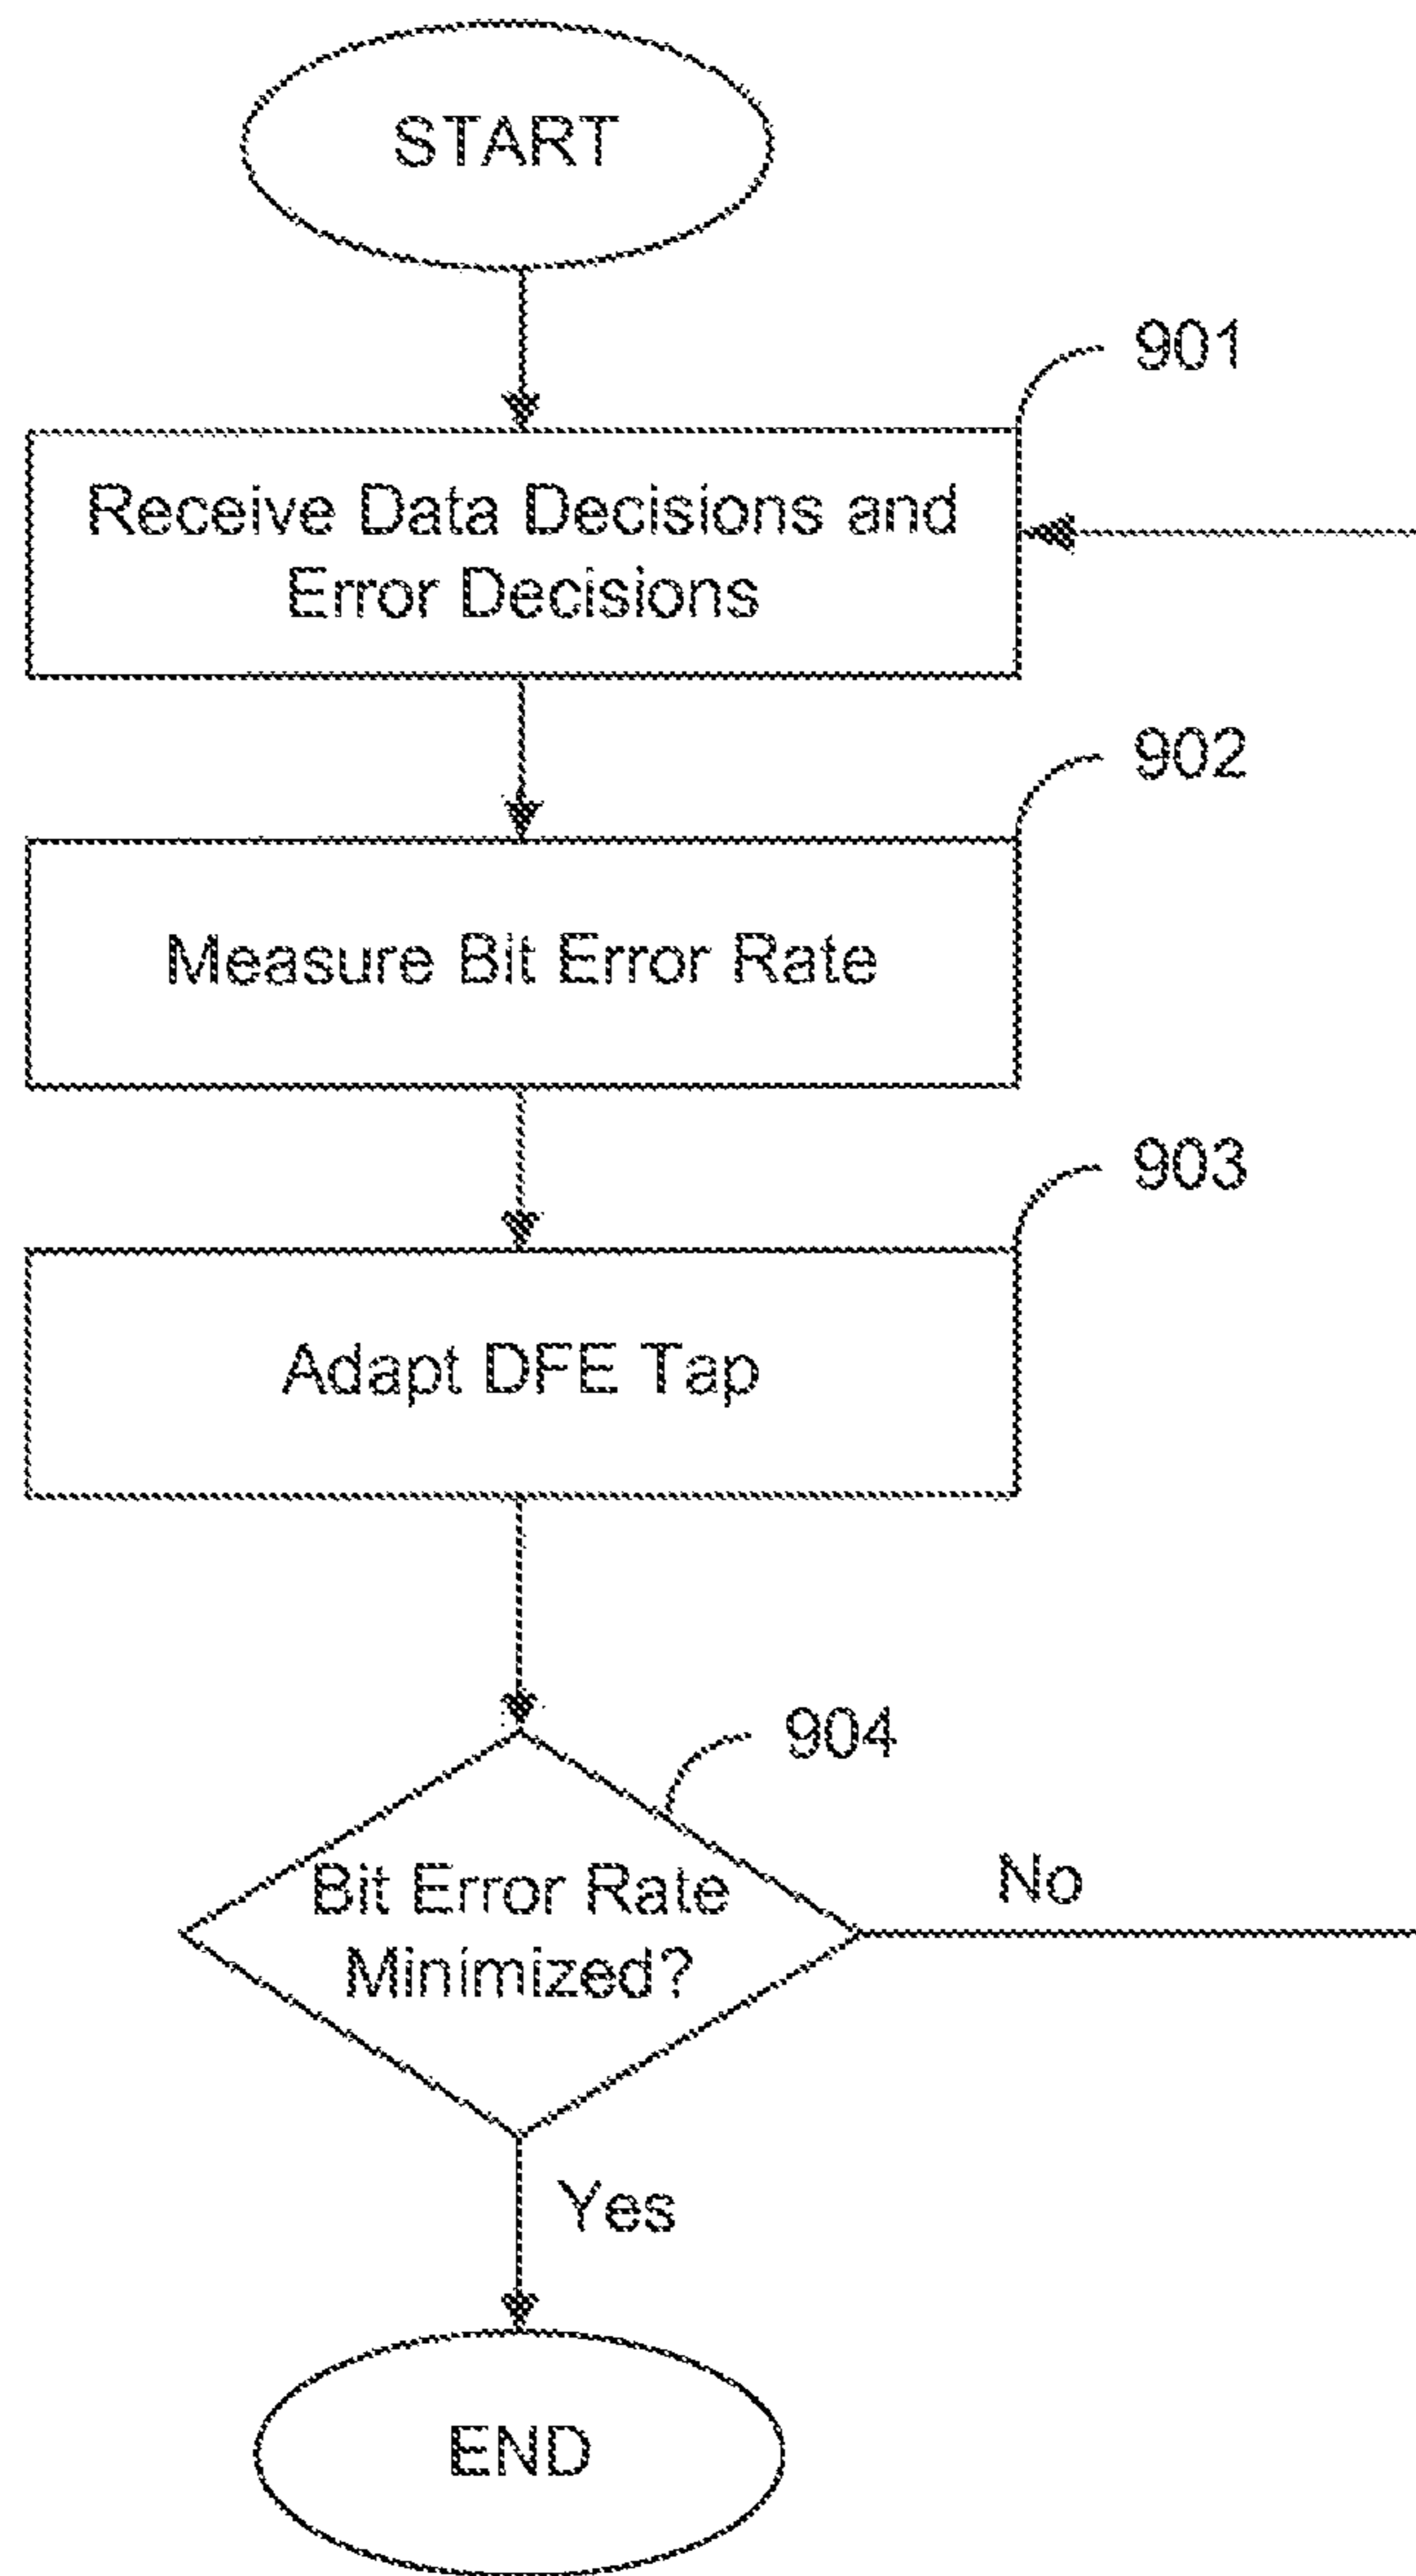 START
901
Receive Data Decisions and
Error Decisions
902
Measure Bit Error Rate
903
Adapt DFE Tap
904
Bit Error Rate
Minimized?
No
Yes
END